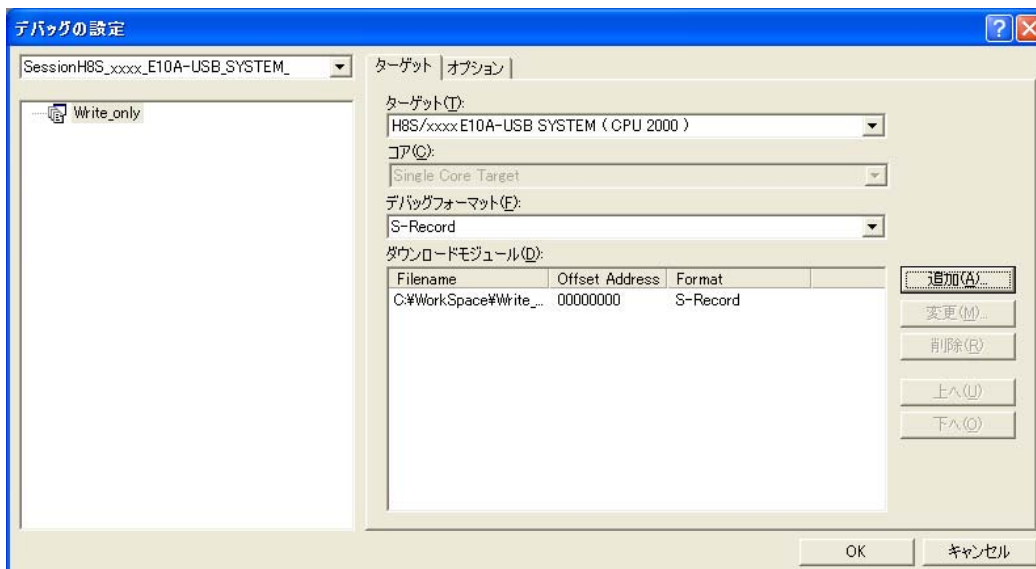 デバッグの設定
SessionH8S_xxxx_E10A-USB_SYSTEM_
Write_only
ターゲット
オプション
ターゲット(T):
H8S/xxxx E10A-USB SYSTEM ( CPU 2000 )
コア(C):
Single Core Target
デバッグフォーマット(F):
S-Record
ダウンロードモジュール(D):
Filename Offset Address Format
C:¥WorkSpace¥Write_... 00000000 S-Record
追加(A)...
変更(M)...
削除(R)
上へ(U)
下へ(O)
OK
キャンセル